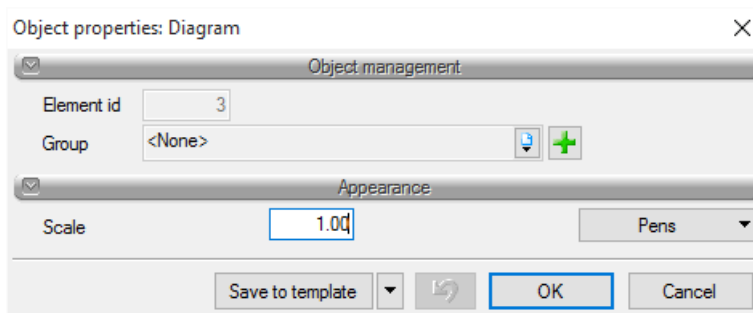 Object properties: Diagram
Object management
Element id 3
Group <None>
Appearance
Scale 1.00 Pens
Save to template OK Cancel